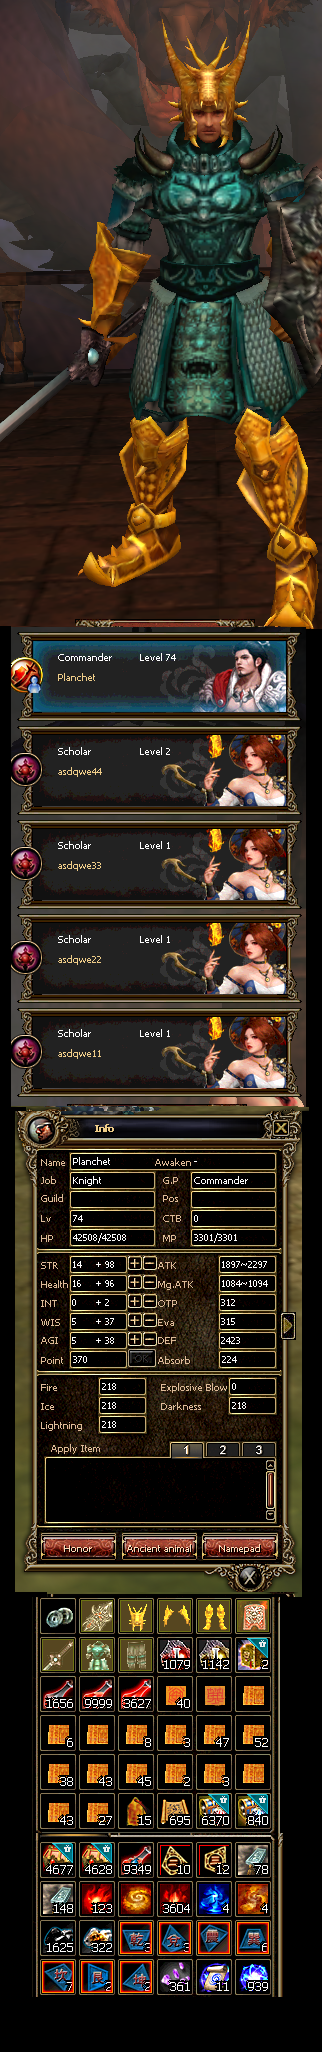 Commander Level 74
Planchet
Scholar Level 2
asdqwe44
Scholar Level 1
asdqwe33
Scholar Level 1
asdqwe22
Scholar Level 1
asdqwe11
Info
Name Planchet Awaken -
Job Knight G.P Commander
Guild Pos
Lv 74 CTB 0
HP 42508/42508 MP 3301/3301
STR 14 + 98 ATK 1897~2297
Health 16 + 96 Mg.ATK 1084~1094
INT 0 + 2 OTP 312
WIS 5 + 37 Eva 315
AGI 5 + 38 DEF 2423
Point 370 Absorb 224
Fire 218 Explosive Blow 0
Ice 218 Darkness 218
Lightning 218
Apply Item 1 2 3
Honor Ancient animal Namepad
1079 1142 2
1656 9999 3627 40
6 8 3 47 52
38 43 45 2 3
43 27 15 695 6370 840
4677 4628 9349 10 12 78
148 123 3604 4 4
1625 322 乾 3 兌 3 震 巽 6
坎 7 艮 2 坤 2 361 11 939